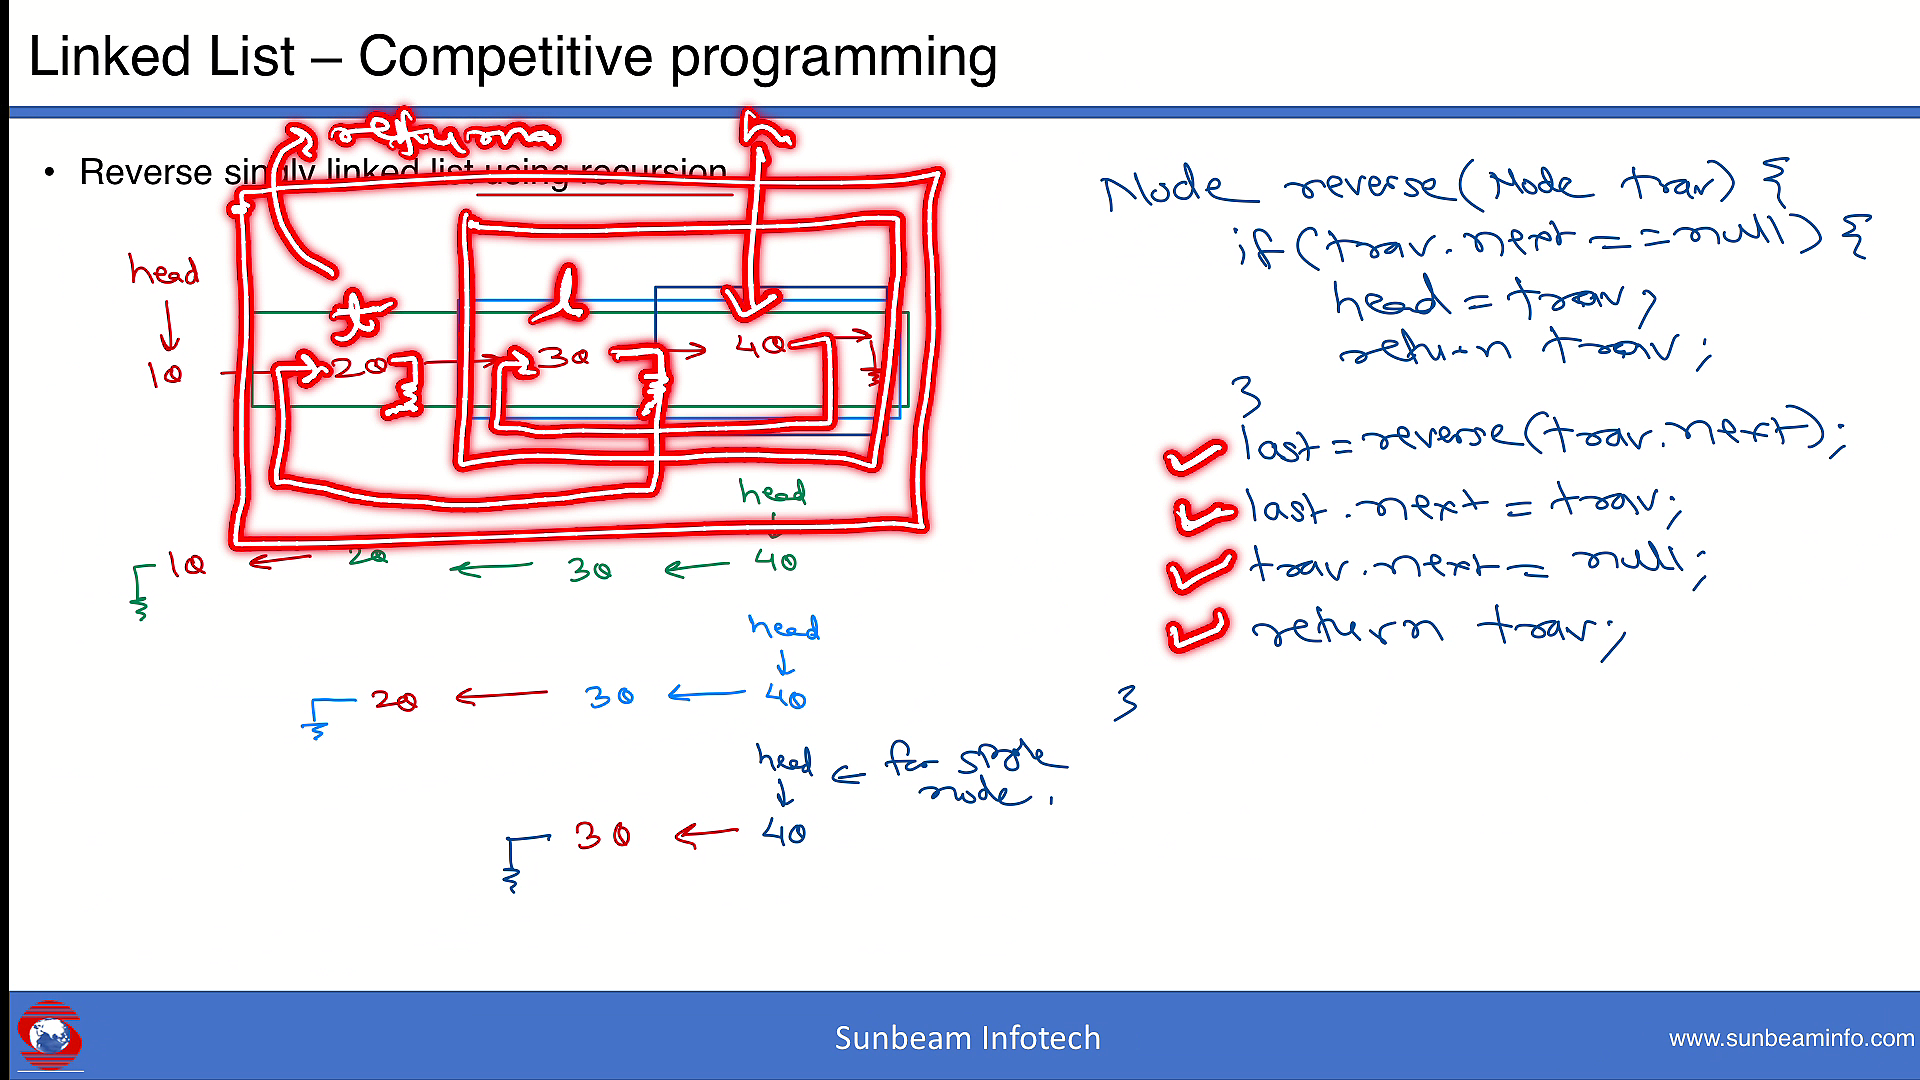 Linked List – Competitive programming
returns
h
• Reverse singly linked list using recursion
head
t
l
10 20 30 40
head
10 20 30 40
head
20 30 40
head ← for single node.
30 40
Node reverse(Node trav) {
if(trav.next==null) {
head = trav;
return trav;
}
last=reverse(trav.next);
last.next = trav;
trav.next = null;
return trav;
}
Sunbeam Infotech
www.sunbeaminfo.com